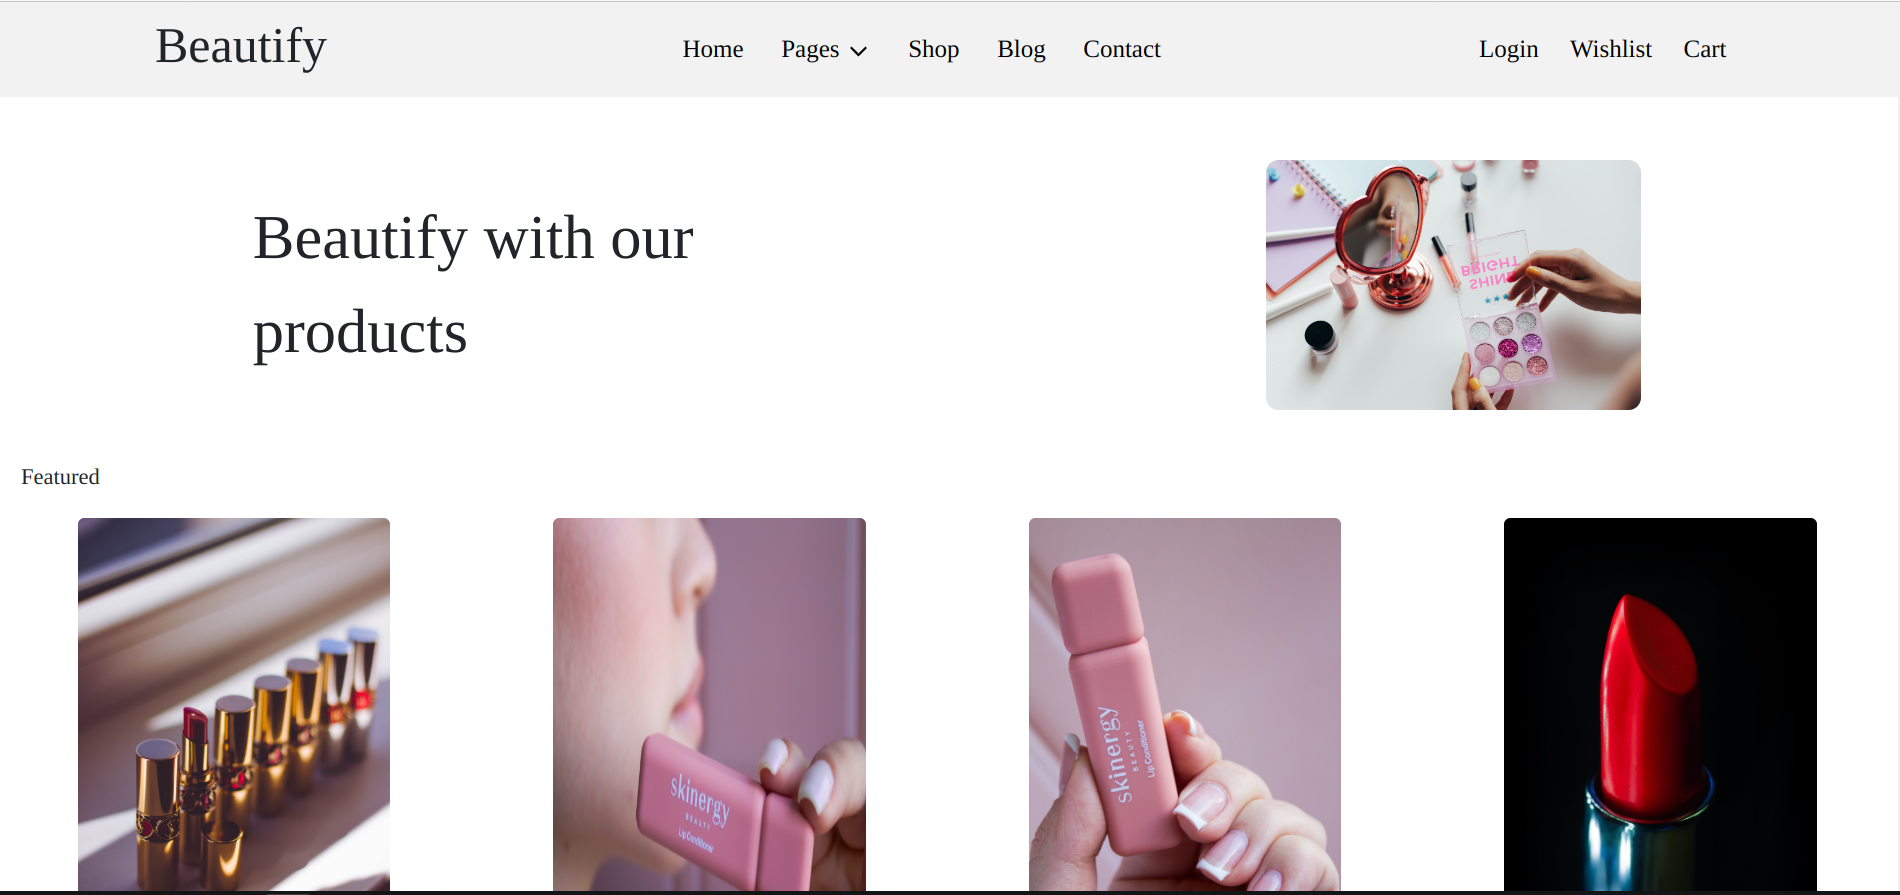 Beautify
Home Pages Shop Blog Contact
Login Wishlist Cart
Beautify with our
products
BRIGHT
SHINE
Featured
skinergy
BEAUTY
Lip Conditioner
skinergy
BEAUTY
Lip Conditioner